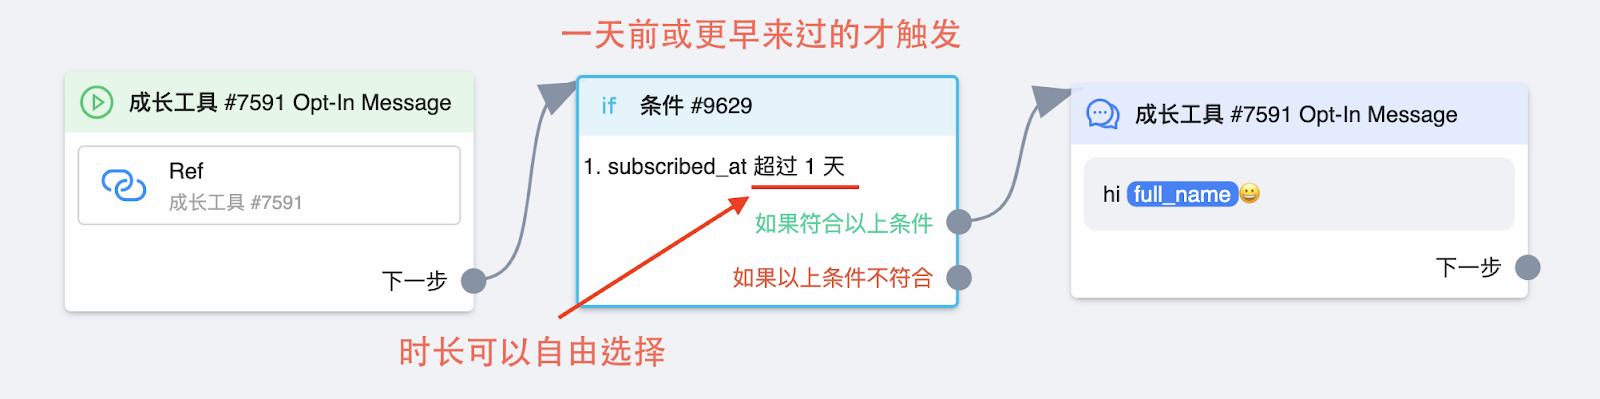 一天前或更早来过的才触发
成长工具 #7591 Opt-In Message
Ref
成长工具 #7591
下一步
if 条件 #9629
1. subscribed_at 超过 1 天
如果符合以上条件
如果以上条件不符合
成长工具 #7591 Opt-In Message
hi full_name😀
下一步
时长可以自由选择